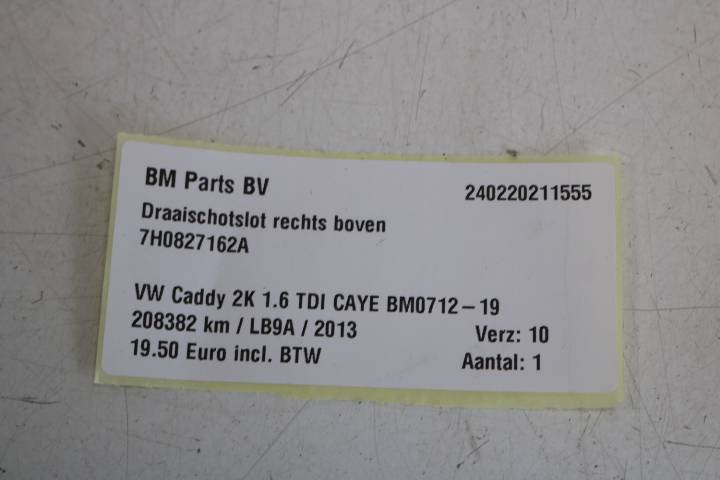 BM Parts BV 240220211555
Draaischotslot rechts boven
7H0827162A
VW Caddy 2K 1.6 TDI CAYE BM0712-19
208382 km / LB9A / 2013 Verz: 10
19.50 Euro incl. BTW Aantal: 1